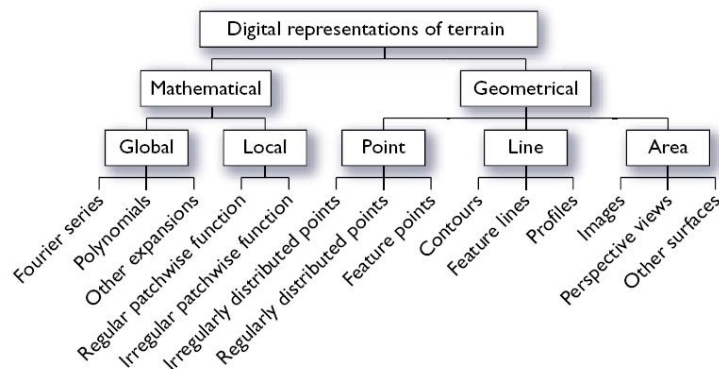 Digital representations of terrain
Mathematical
Geometrical
Global
Local
Point
Line
Area
Fourier series
Polynomials
Other expansions
Regular patchwise function
Irregular patchwise function
Irregularly distributed points
Regularly distributed points
Feature points
Contours
Feature lines
Profiles
Images
Perspective views
Other surfaces